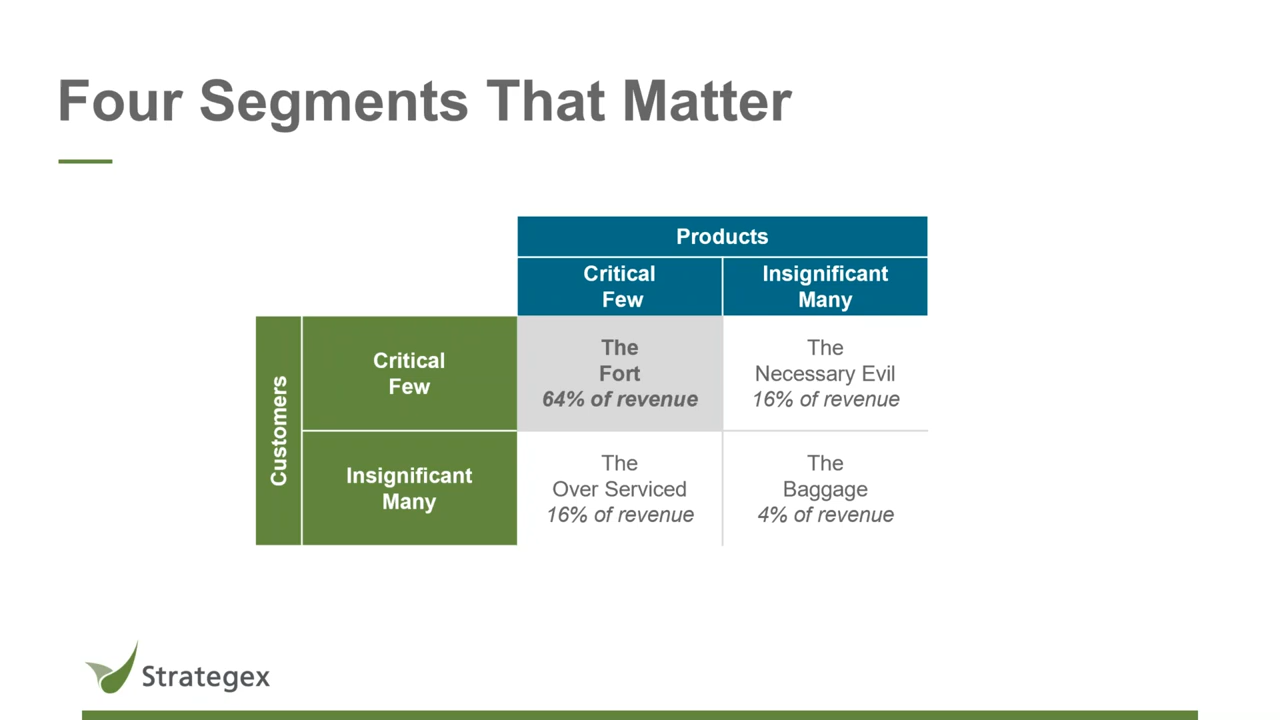 Four Segments That Matter
Products
Critical
Few
Insignificant
Many
Customers
Critical
Few
The
Fort
64% of revenue
The
Necessary Evil
16% of revenue
Insignificant
Many
The
Over Serviced
16% of revenue
The
Baggage
4% of revenue
Strategex